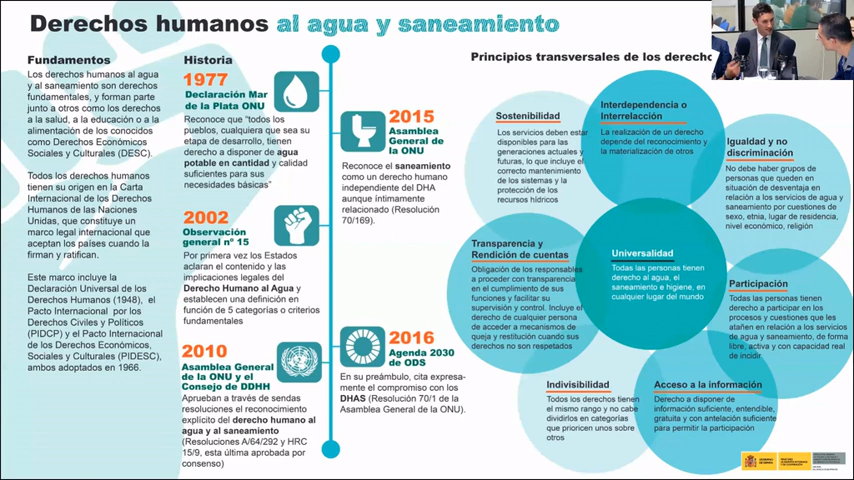 Derechos humanos al agua y saneamiento
Fundamentos
Los derechos humanos al agua
y al saneamiento son derechos
fundamentales, y forman parte
junto a otros como los derechos
a la salud, a la educación o a la
alimentación de los conocidos
como Derechos Económicos
Sociales y Culturales (DESC).
Todos los derechos humanos
tienen su origen en la Carta
Internacional de los Derechos
Humanos de las Naciones
Unidas, que constituye un
marco legal internacional que
aceptan los países cuando la
firman y ratifican.
Este marco incluye la
Declaración Universal de los
Derechos Humanos (1948), el
Pacto Internacional por los
Derechos Civiles y Políticos
(PIDCP) y el Pacto Internacional
de los Derechos Económicos,
Sociales y Culturales (PIDESC),
ambos adoptados en 1966.
Historia
1977
Declaración Mar
de la Plata ONU
Reconoce que “todos los
pueblos, cualquiera que sea su
etapa de desarrollo, tienen
derecho a disponer de agua
potable en cantidad y calidad
suficientes para sus
necesidades básicas”
2002
Observación
general nº 15
Por primera vez los Estados
aclaran el contenido y las
implicaciones legales del
Derecho Humano al Agua y
establecen una definición en
función de 5 categorías o criterios
fundamentales
2010
Asamblea General
de la ONU y el
Consejo de DDHH
Aprueban a través de sendas
resoluciones el reconocimiento
explícito del derecho humano al
agua y al saneamiento
(Resoluciones A/64/292 y HRC
15/9, esta última aprobada por
consenso)
2015
Asamblea
General de
la ONU
Reconoce el saneamiento
como un derecho humano
independiente del DHA
aunque íntimamente
relacionado (Resolución
70/169).
2016
Agenda 2030
de ODS
En su preámbulo, cita expresa-
mente el compromiso con los
DHAS (Resolución 70/1 de la
Asamblea General de la ONU).
Principios transversales de los derecho
Sostenibilidad
Los servicios deben estar
disponibles para las
generaciones actuales y
futuras, lo que incluye el
correcto mantenimiento
de los sistemas y la
protección de los
recursos hídricos
Interdependencia o
Interrelacción
La realización de un derecho
depende del reconocimiento y
la materialización de otros
Igualdad y no
discriminación
No debe haber grupos de
personas que queden en
situación de desventaja en
relación a los servicios de agua y
saneamiento por cuestiones de
sexo, etnia, lugar de residencia,
nivel económico, religión
Transparencia y
Rendición de cuentas
Obligación de los responsables
a proceder con transparencia
en el cumplimiento de sus
funciones y facilitar su
supervisión y control. Incluye el
derecho de cualquier persona
de acceder a mecanismos de
queja y restitución cuando sus
derechos no son respetados
Universalidad
Todas las personas tienen
derecho al agua, el
saneamiento e higiene, en
cualquier lugar del mundo
Participación
Todas las personas tienen
derecho a participar en los
procesos y cuestiones que les
atañen en relación a los servicios
de agua y saneamiento, de forma
libre, activa y con capacidad real
de incidir
Indivisibilidad
Todos los derechos tienen
el mismo rango y no cabe
dividirlos en categorías
que prioricen unos sobre
otros
Acceso a la información
Derecho a disponer de
información suficiente, entendible,
gratuita y con antelación suficiente
para permitir la participación
GOBIERNO
DE ESPAÑA